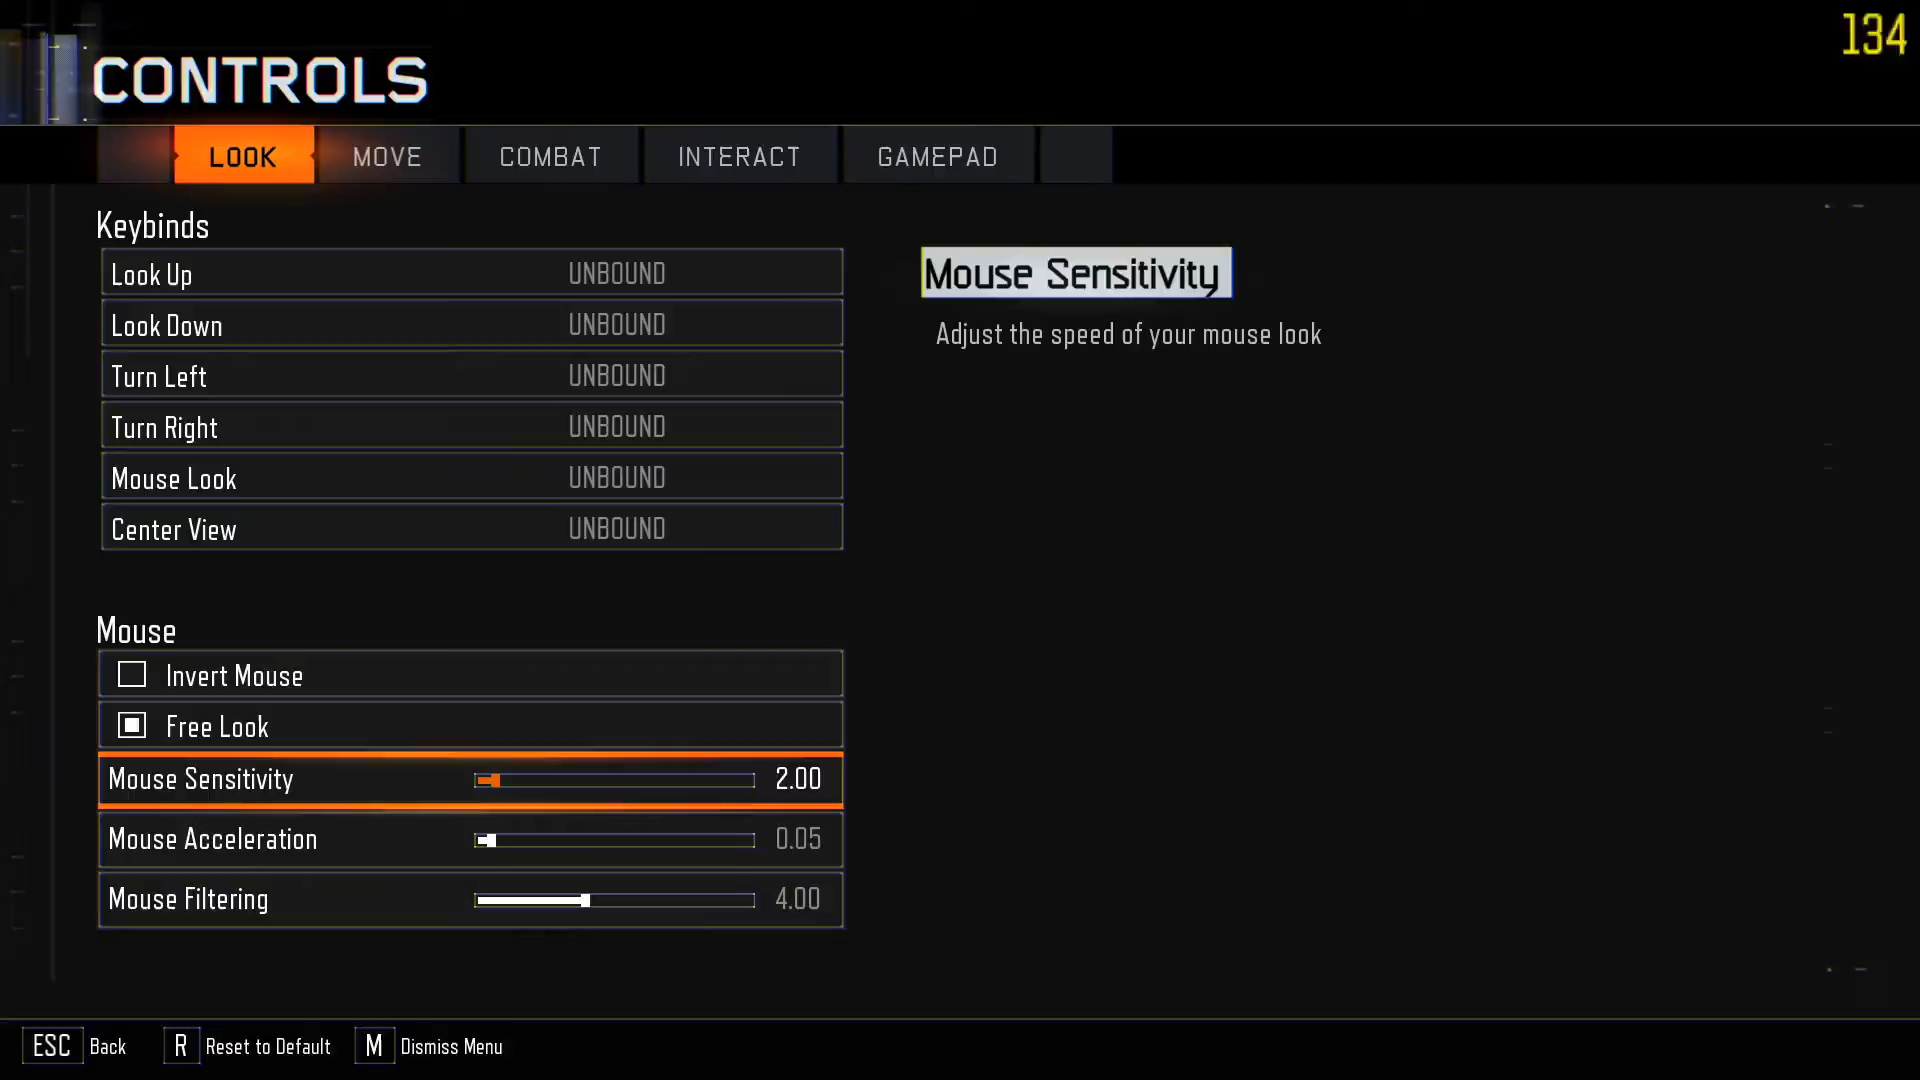 134
CONTROLS
LOOK MOVE COMBAT INTERACT GAMEPAD
Keybinds
Look Up UNBOUND
Look Down UNBOUND
Turn Left UNBOUND
Turn Right UNBOUND
Mouse Look UNBOUND
Center View UNBOUND
Mouse Sensitivity
Adjust the speed of your mouse look
Mouse
Invert Mouse
Free Look
Mouse Sensitivity 2.00
Mouse Acceleration 0.05
Mouse Filtering 4.00
ESC Back R Reset to Default M Dismiss Menu